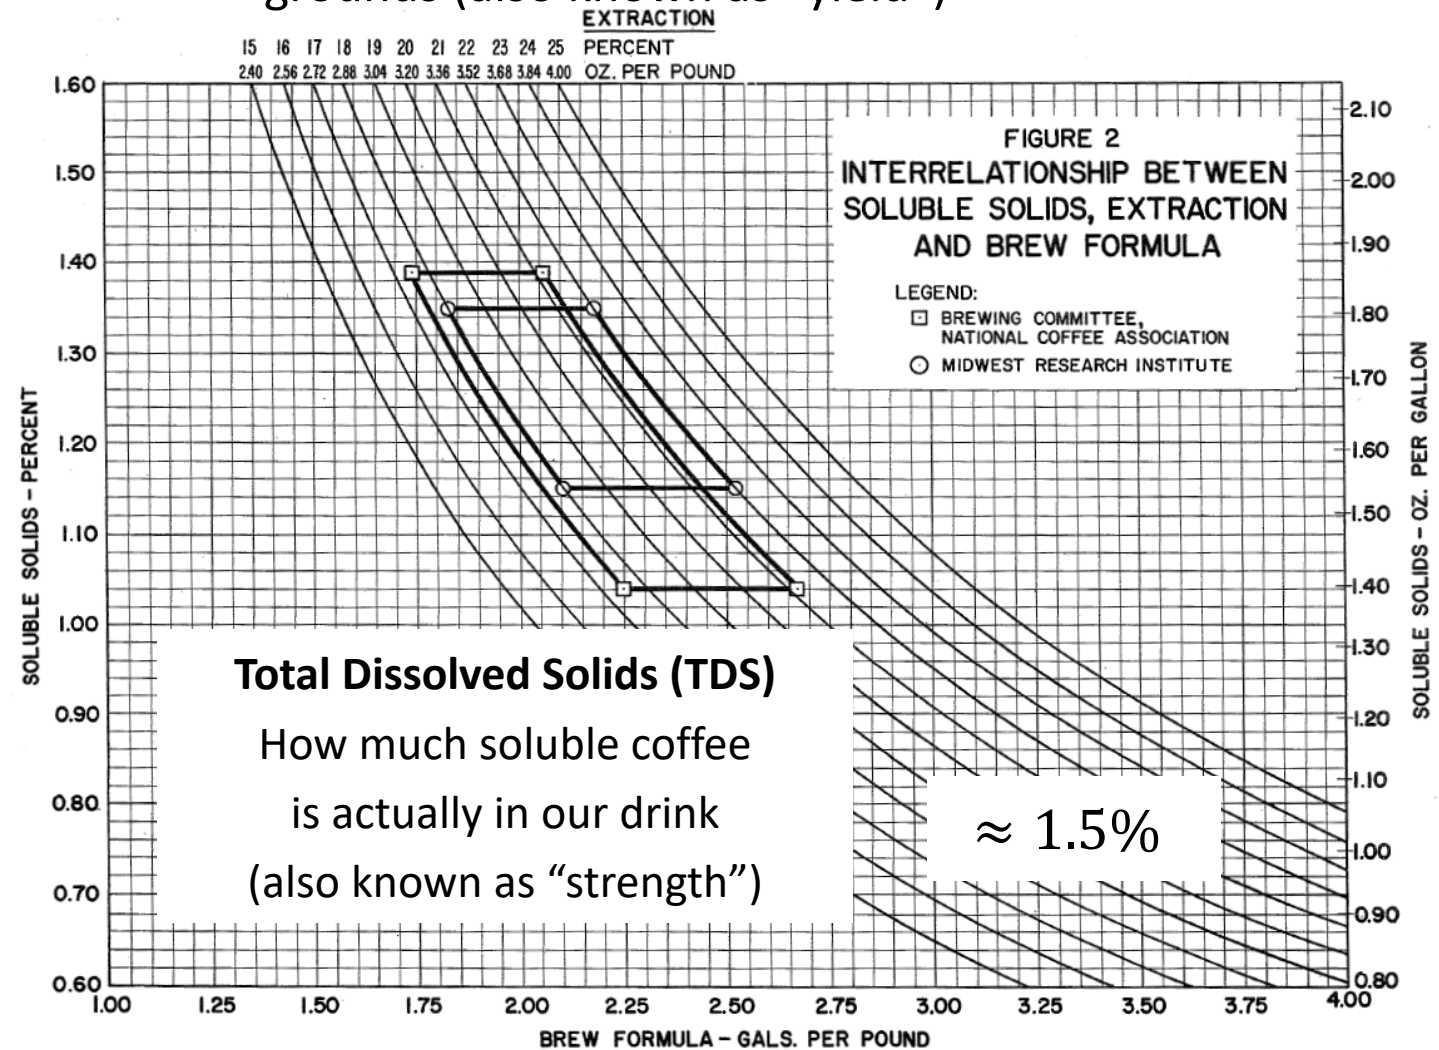 grounds (also known as "yield")
EXTRACTION
15 16 17 18 19 20 21 22 23 24 25 PERCENT
2.40 2.56 2.72 2.88 3.04 3.20 3.36 3.52 3.68 3.84 4.00 OZ. PER POUND
FIGURE 2
INTERRELATIONSHIP BETWEEN
SOLUBLE SOLIDS, EXTRACTION
AND BREW FORMULA
LEGEND:
BREWING COMMITTEE,
NATIONAL COFFEE ASSOCIATION
MIDWEST RESEARCH INSTITUTE
SOLUBLE SOLIDS – PERCENT
1.60
1.50
1.40
1.30
1.20
1.10
1.00
0.90
0.80
0.70
0.60
2.10
2.00
1.90
1.80
1.70
1.60
1.50
1.40
1.30
1.20
1.10
1.00
0.90
0.80
SOLUBLE SOLIDS – OZ. PER GALLON
Total Dissolved Solids (TDS)
How much soluble coffee
is actually in our drink
(also known as “strength”)
≈ 1.5%
1.00 1.25 1.50 1.75 2.00 2.25 2.50 2.75 3.00 3.25 3.50 3.75 4.00
BREW FORMULA – GALS. PER POUND